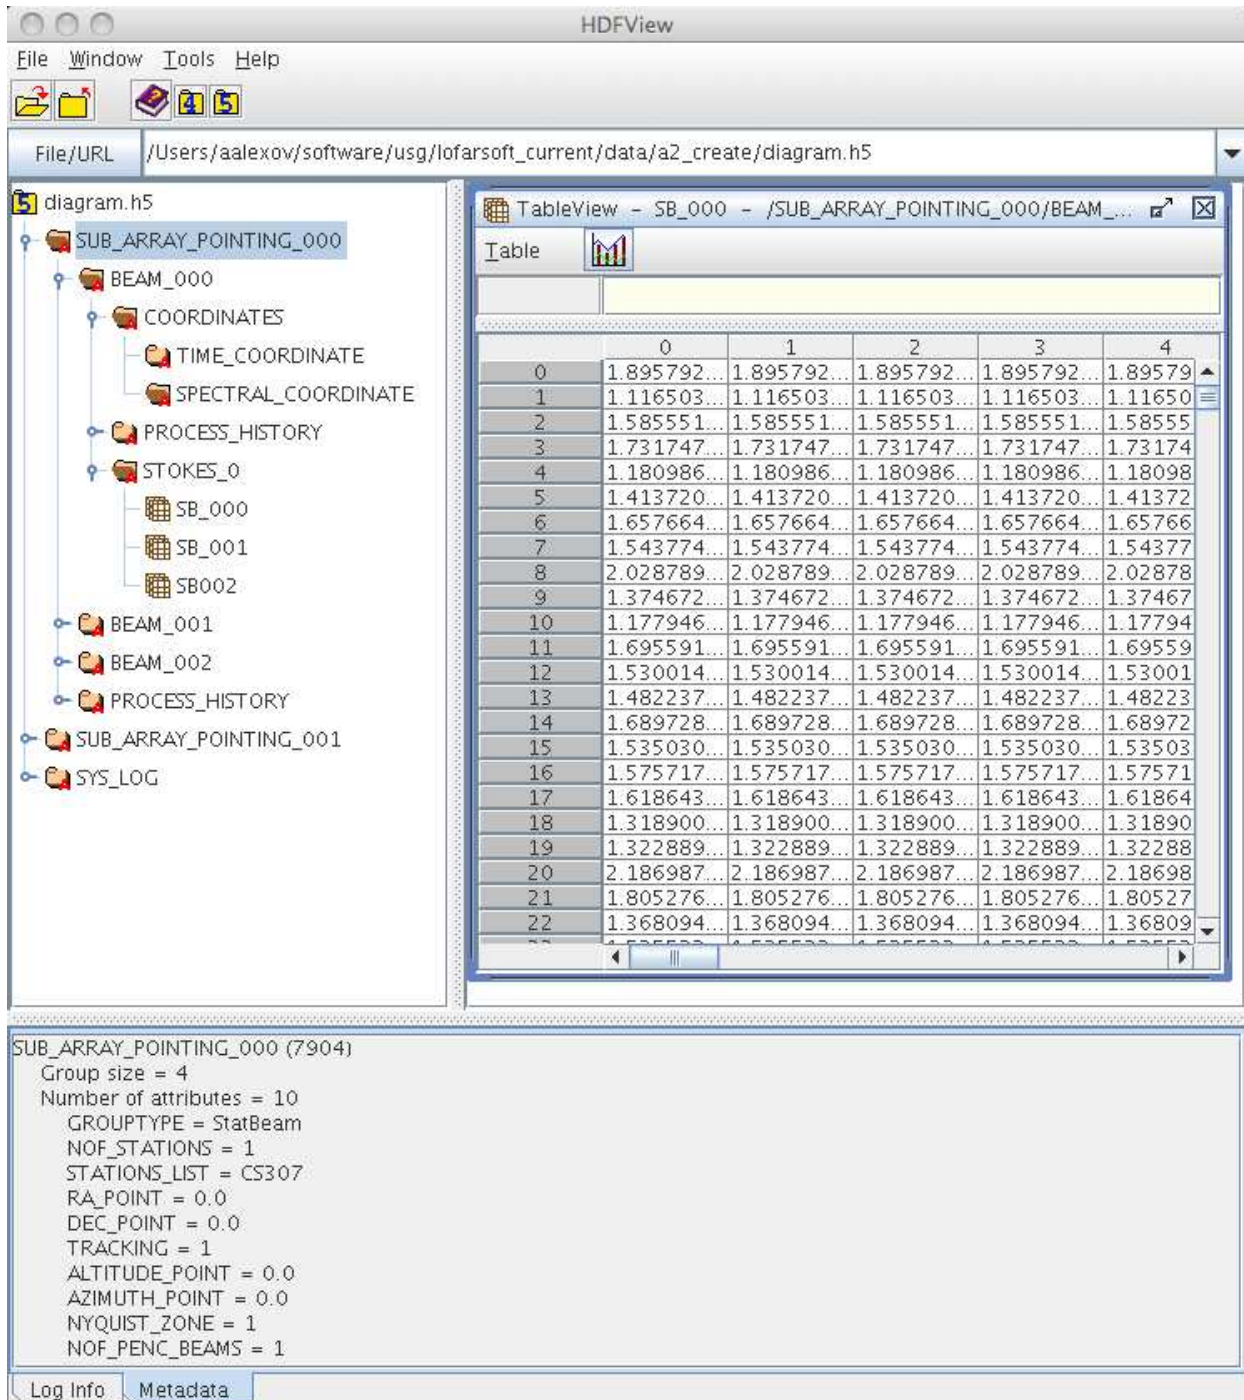 HDFView
File Window Tools Help
4 5
File/URL /Users/aalexov/software/usg/lofarsoft_current/data/a2_create/diagram.h5
5 diagram.h5
SUB_ARRAY_POINTING_000
BEAM_000
COORDINATES
TIME_COORDINATE
SPECTRAL_COORDINATE
PROCESS_HISTORY
STOKES_0
SB_000
SB_001
SB002
BEAM_001
BEAM_002
PROCESS_HISTORY
SUB_ARRAY_POINTING_001
SYS_LOG
TableView - SB_000 - /SUB_ARRAY_POINTING_000/BEAM_...
Table
0 1 2 3 4
0 1.895792... 1.895792... 1.895792... 1.895792... 1.89579
1 1.116503... 1.116503... 1.116503... 1.116503... 1.11650
2 1.585551... 1.585551... 1.585551... 1.585551... 1.58555
3 1.731747... 1.731747... 1.731747... 1.731747... 1.73174
4 1.180986... 1.180986... 1.180986... 1.180986... 1.18098
5 1.413720... 1.413720... 1.413720... 1.413720... 1.41372
6 1.657664... 1.657664... 1.657664... 1.657664... 1.65766
7 1.543774... 1.543774... 1.543774... 1.543774... 1.54377
8 2.028789... 2.028789... 2.028789... 2.028789... 2.02878
9 1.374672... 1.374672... 1.374672... 1.374672... 1.37467
10 1.177946... 1.177946... 1.177946... 1.177946... 1.17794
11 1.695591... 1.695591... 1.695591... 1.695591... 1.69559
12 1.530014... 1.530014... 1.530014... 1.530014... 1.53001
13 1.482237... 1.482237... 1.482237... 1.482237... 1.48223
14 1.689728... 1.689728... 1.689728... 1.689728... 1.68972
15 1.535030... 1.535030... 1.535030... 1.535030... 1.53503
16 1.575717... 1.575717... 1.575717... 1.575717... 1.57571
17 1.618643... 1.618643... 1.618643... 1.618643... 1.61864
18 1.318900... 1.318900... 1.318900... 1.318900... 1.31890
19 1.322889... 1.322889... 1.322889... 1.322889... 1.32288
20 2.186987... 2.186987... 2.186987... 2.186987... 2.18698
21 1.805276... 1.805276... 1.805276... 1.805276... 1.80527
22 1.368094... 1.368094... 1.368094... 1.368094... 1.36809
SUB_ARRAY_POINTING_000 (7904)
Group size = 4
Number of attributes = 10
GROUPTYPE = StatBeam
NOF_STATIONS = 1
STATIONS_LIST = CS307
RA_POINT = 0.0
DEC_POINT = 0.0
TRACKING = 1
ALTITUDE_POINT = 0.0
AZIMUTH_POINT = 0.0
NYQUIST_ZONE = 1
NOF_PENC_BEAMS = 1
Log Info Metadata